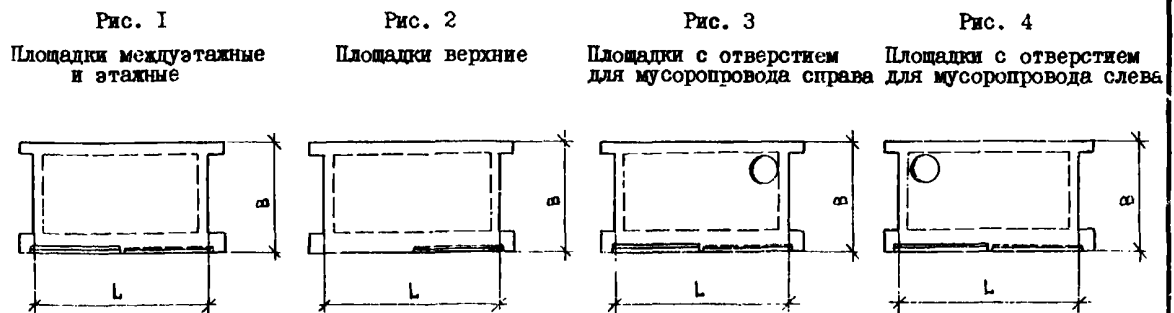 Рис. I
Площадки междуэтажные
и этажные
Рис. 2
Площадки верхние
Рис. 3
Площадки с отверстием
для мусоропровода справа
Рис. 4
Площадки с отверстием
для мусоропровода слева
B
L
B
L
B
L
B
L